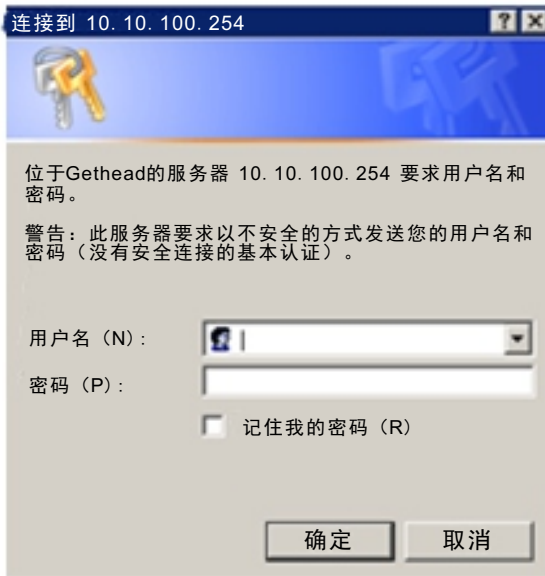 连接到 10. 10. 100. 254
位于Gethead的服务器 10. 10. 100. 254 要求用户名和
密码。
警告：此服务器要求以不安全的方式发送您的用户名和
密码（没有安全连接的基本认证）。
用户名（N）：
密码（P）：
记住我的密码（R）
确定 取消